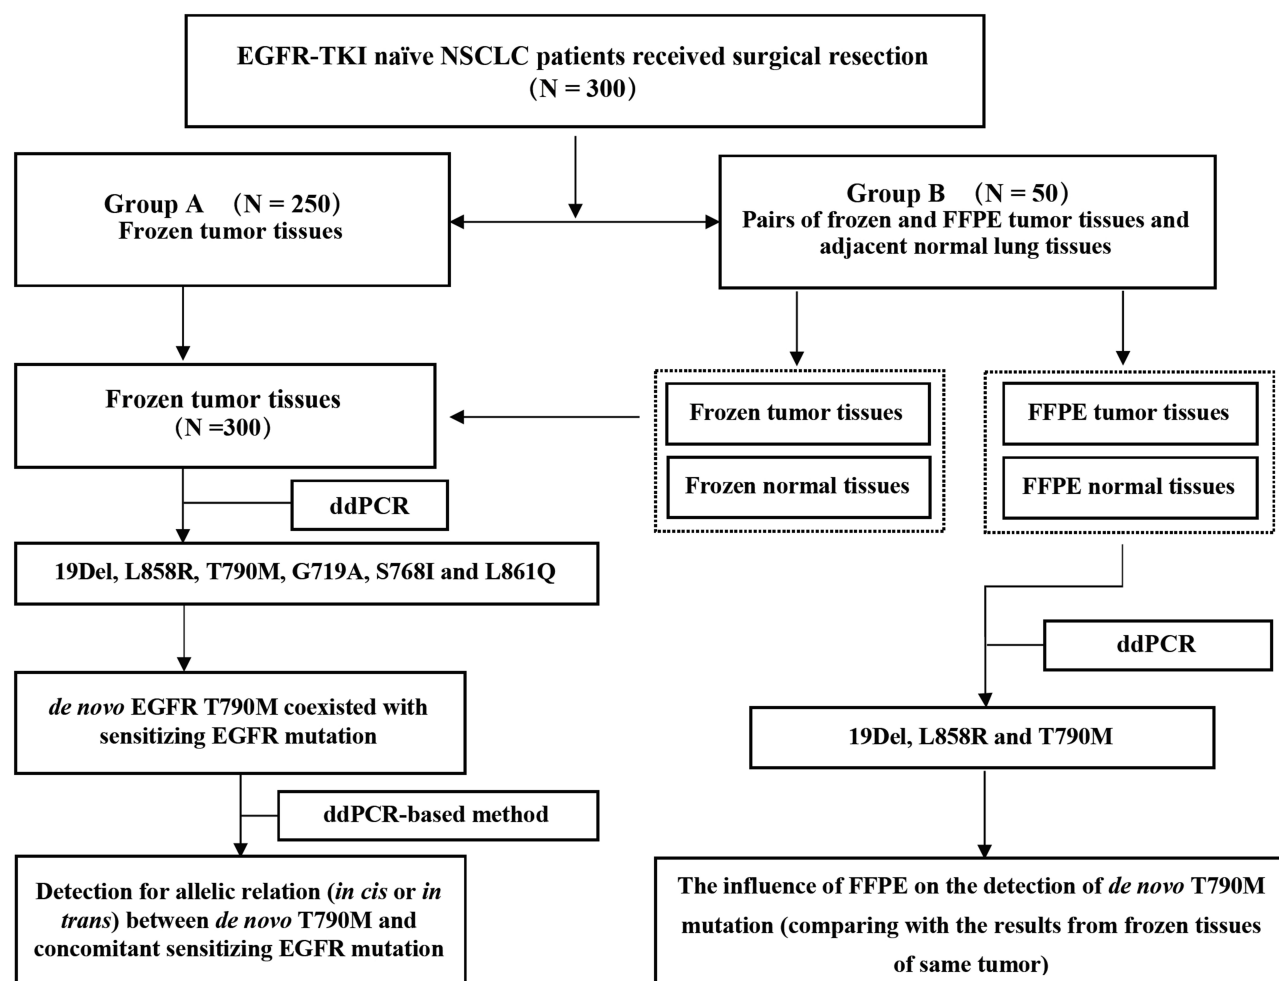 EGFR-TKI naïve NSCLC patients received surgical resection
(N = 300)
Group A (N = 250)
Frozen tumor tissues
Group B (N = 50)
Pairs of frozen and FFPE tumor tissues and
adjacent normal lung tissues
Frozen tumor tissues
(N =300)
Frozen tumor tissues
Frozen normal tissues
FFPE tumor tissues
FFPE normal tissues
ddPCR
19Del, L858R, T790M, G719A, S768I and L861Q
ddPCR
de novo EGFR T790M coexisted with
sensitizing EGFR mutation
19Del, L858R and T790M
ddPCR-based method
Detection for allelic relation (in cis or in
trans) between de novo T790M and
concomitant sensitizing EGFR mutation
The influence of FFPE on the detection of de novo T790M
mutation (comparing with the results from frozen tissues
of same tumor)